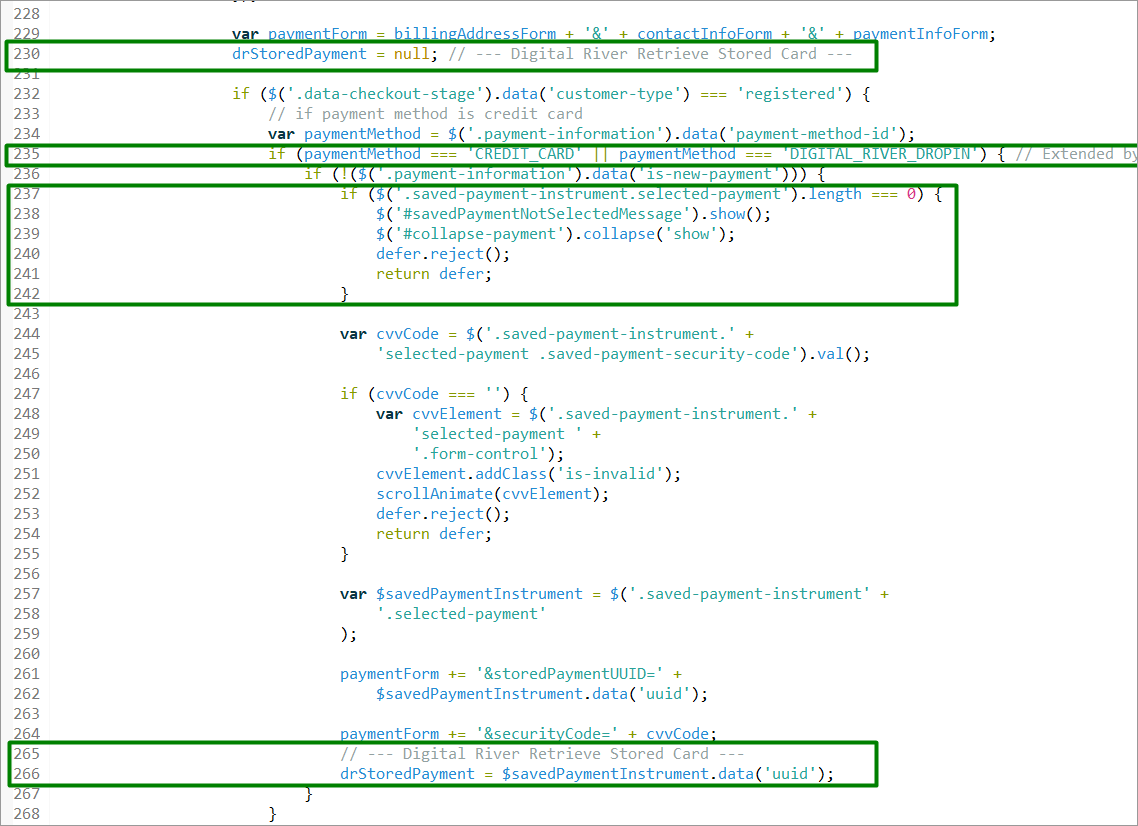 228
229 var paymentForm = billingAddressForm + '&' + contactInfoForm + '&' + paymentInfoForm;
230 drStoredPayment = null; // --- Digital River Retrieve Stored Card ---
231
232 if ($('.data-checkout-stage').data('customer-type') === 'registered') {
233 // if payment method is credit card
234 var paymentMethod = $('.payment-information').data('payment-method-id');
235 if (paymentMethod === 'CREDIT_CARD' || paymentMethod === 'DIGITAL_RIVER_DROPIN') { // Extended by
236 if (!($('.payment-information').data('is-new-payment'))) {
237 if ($('.saved-payment-instrument.selected-payment').length === 0) {
238 $('#savedPaymentNotSelectedMessage').show();
239 $('#collapse-payment').collapse('show');
240 defer.reject();
241 return defer;
242 }
243
244 var cvvCode = $('.saved-payment-instrument.' +
245 'selected-payment .saved-payment-security-code').val();
246
247 if (cvvCode === '') {
248 var cvvElement = $('.saved-payment-instrument.' +
249 'selected-payment ' +
250 '.form-control');
251 cvvElement.addClass('is-invalid');
252 scrollAnimate(cvvElement);
253 defer.reject();
254 return defer;
255 }
256
257 var $savedPaymentInstrument = $('.saved-payment-instrument' +
258 '.selected-payment'
259 );
260
261 paymentForm += '&storedPaymentUUID=' +
262 $savedPaymentInstrument.data('uuid');
263
264 paymentForm += '&securityCode=' + cvvCode;
265 // --- Digital River Retrieve Stored Card ---
266 drStoredPayment = $savedPaymentInstrument.data('uuid');
267 }
268 }